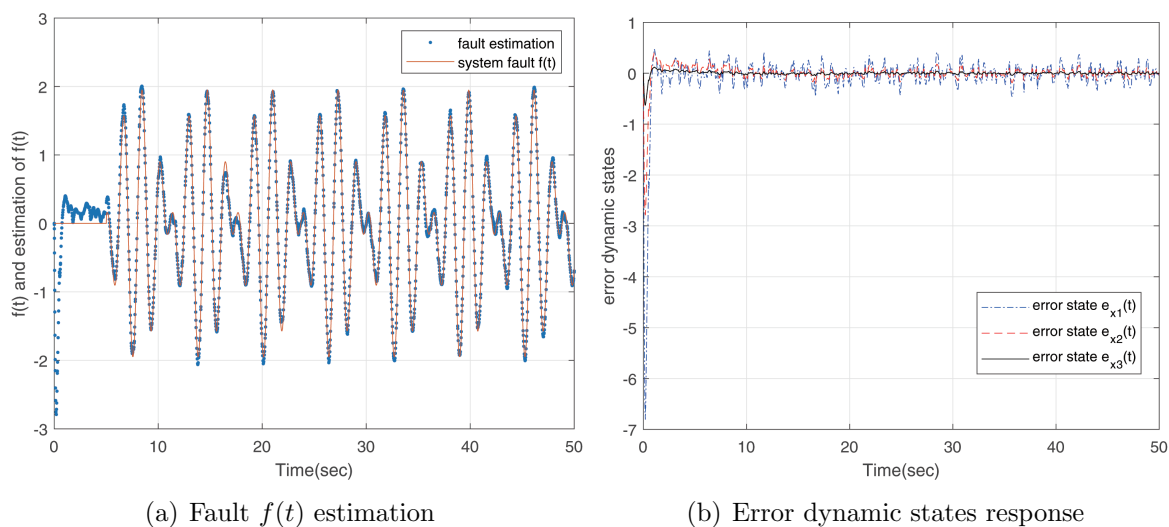 3
2
1
0
-1
-2
-3
f(t) and estimation of f(t)
fault estimation
system fault f(t)
0
10
20
30
40
50
Time(sec)
(a) Fault f(t) estimation
1
0
-1
-2
-3
-4
-5
-6
-7
error dynamic states
error state e_x1(t)
error state e_x2(t)
error state e_x3(t)
0
10
20
30
40
50
Time(sec)
(b) Error dynamic states response